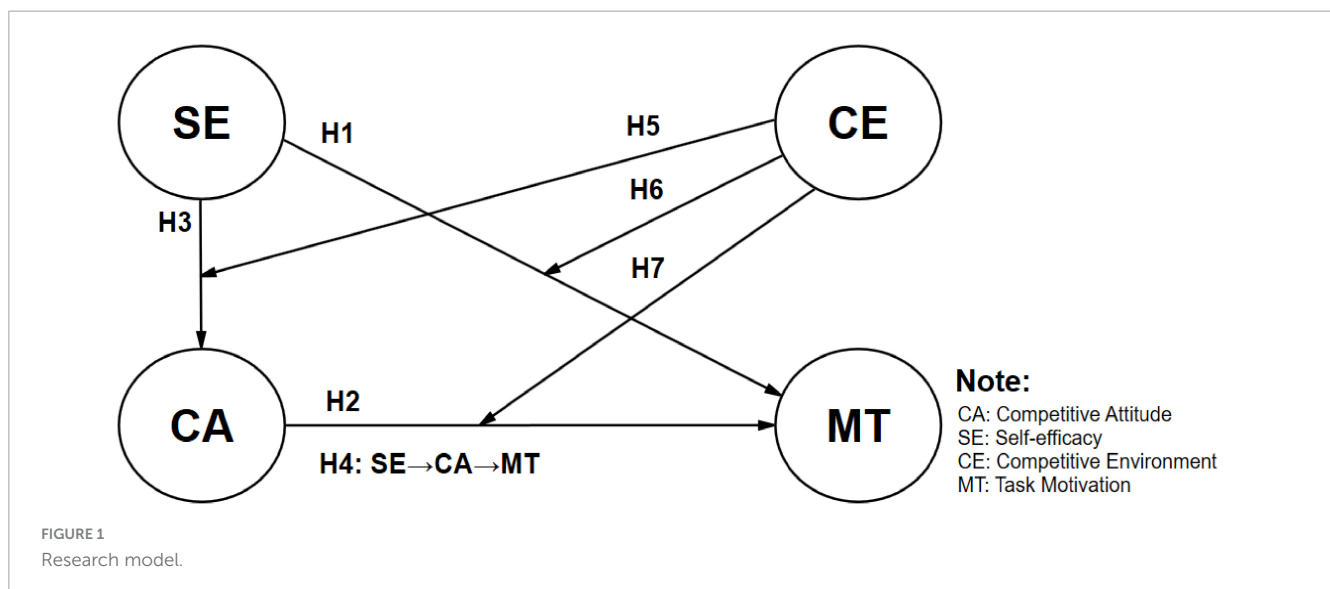 SE
CE
H1
H5
H6
H3
H7
CA
H2
MT
H4: SE→CA→MT
Note:
CA: Competitive Attitude
SE: Self-efficacy
CE: Competitive Environment
MT: Task Motivation
FIGURE 1
Research model.